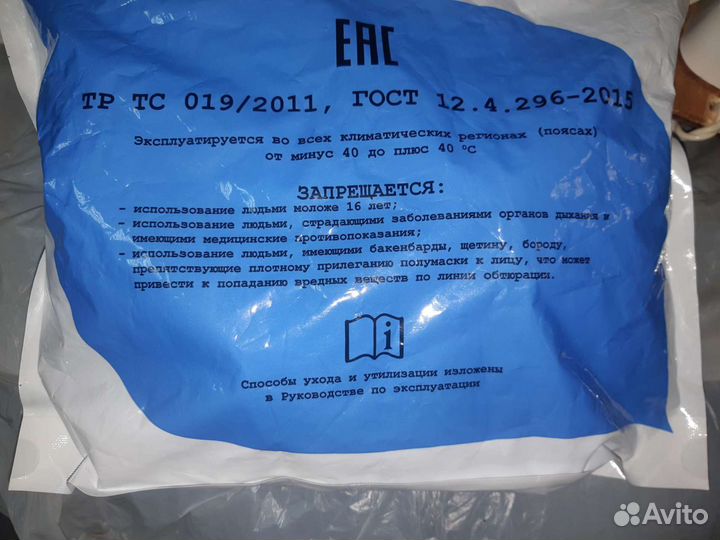 EAC
ТР ТС 019/2011, ГОСТ 12.4.296-2015
Эксплуатируется во всех климатических регионах (поясах)
от минус 40 до плюс 40 °С
ЗАПРЕЩАЕТСЯ:
- использование людьми моложе 16 лет;
- использование людьми, страдающими заболеваниями органов дыхания и
имеющими медицинские противопоказания;
- использование людьми, имеющими бакенбарды, щетину, бороду,
препятствующие плотному прилеганию полумаски к лицу, что может
привести к попаданию вредных веществ по линии обтюрации.
i
Способы ухода и утилизации изложены
в Руководстве по эксплуатации
Avito